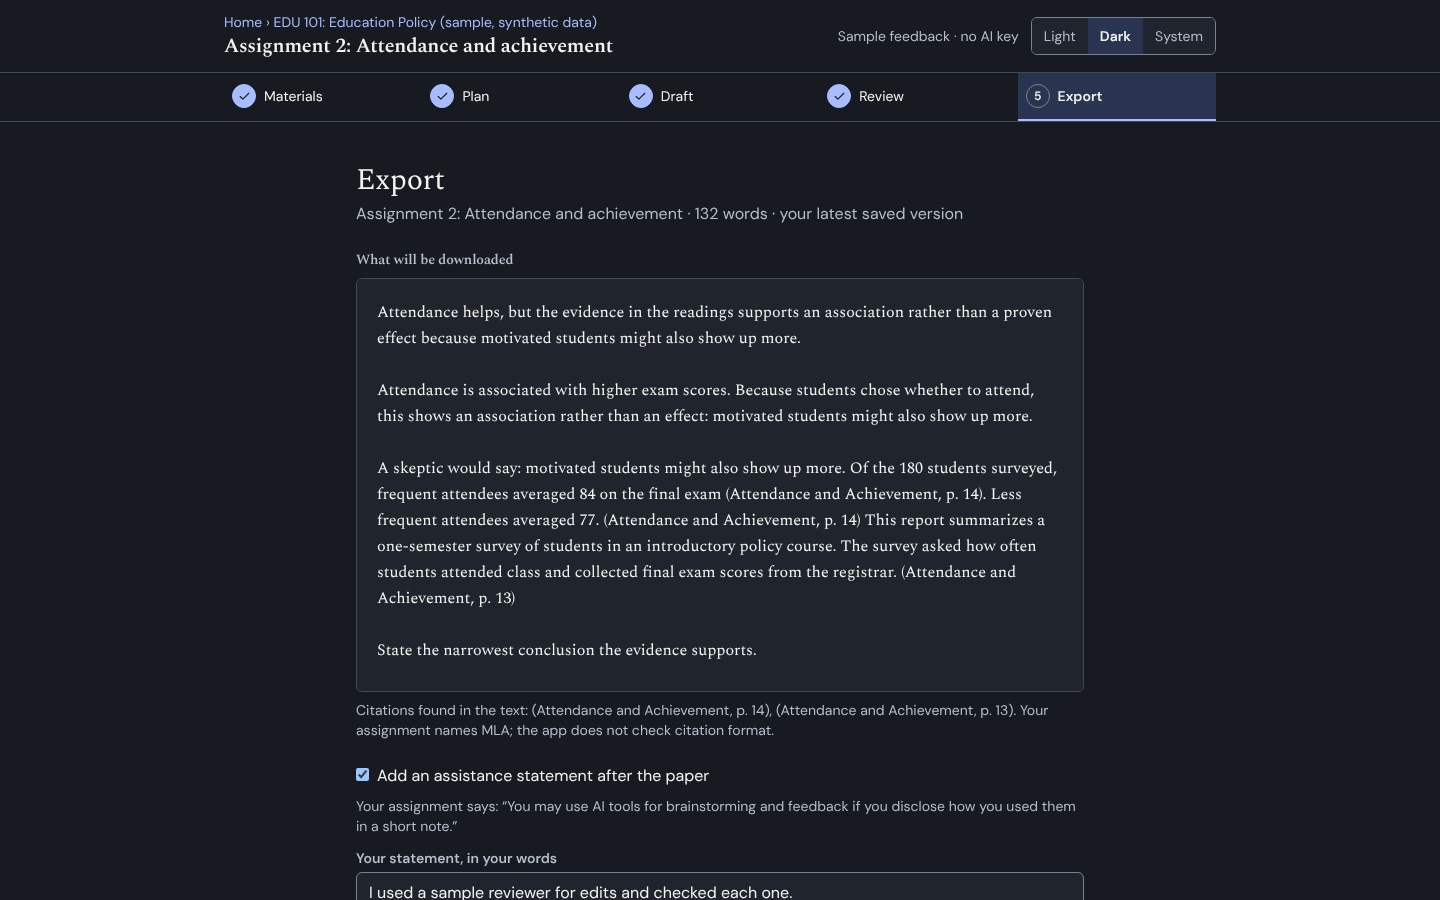 Home › EDU 101: Education Policy (sample, synthetic data)
Assignment 2: Attendance and achievement
Sample feedback · no AI key
Light
Dark
System
Materials
Plan
Draft
Review
5
Export
Export
Assignment 2: Attendance and achievement · 132 words · your latest saved version
What will be downloaded
Attendance helps, but the evidence in the readings supports an association rather than a proven
effect because motivated students might also show up more.
Attendance is associated with higher exam scores. Because students chose whether to attend,
this shows an association rather than an effect: motivated students might also show up more.
A skeptic would say: motivated students might also show up more. Of the 180 students surveyed,
frequent attendees averaged 84 on the final exam (Attendance and Achievement, p. 14). Less
frequent attendees averaged 77. (Attendance and Achievement, p. 14) This report summarizes a
one-semester survey of students in an introductory policy course. The survey asked how often
students attended class and collected final exam scores from the registrar. (Attendance and
Achievement, p. 13)
State the narrowest conclusion the evidence supports.
Citations found in the text: (Attendance and Achievement, p. 14), (Attendance and Achievement, p. 13). Your
assignment names MLA; the app does not check citation format.
Add an assistance statement after the paper
Your assignment says: “You may use AI tools for brainstorming and feedback if you disclose how you used them
in a short note.”
Your statement, in your words
I used a sample reviewer for edits and checked each one.